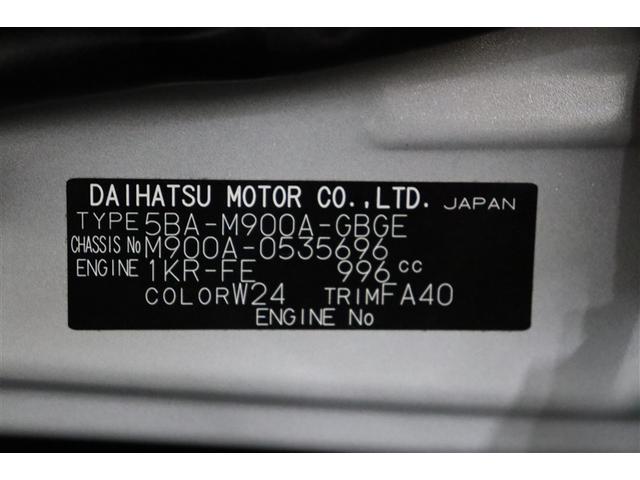 DAIHATSU MOTOR CO.,LTD. JAPAN
TYPE 5BA-M900A-GBGE
CHASSIS No M900A-0535696
ENGINE 1KR-FE 996 cc
COLOR W24 TRIM FA40
ENGINE No